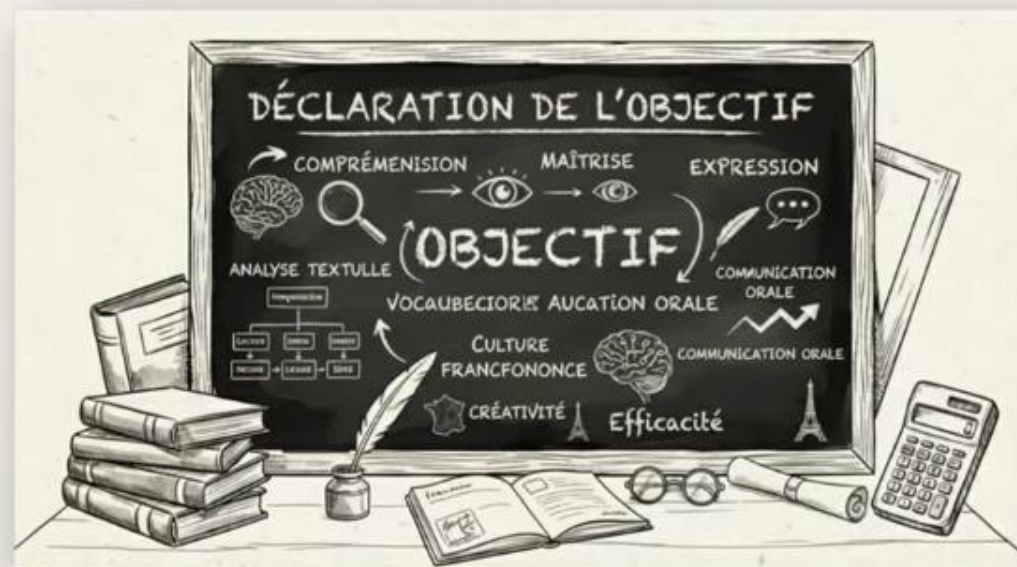 DÉCLARATION DE L'OBJECTIF
COMPRÉMENISION
MAÎTRISE
EXPRESSION
OBJECTIF
ANALYSE TEXTULLE
COMMUNICATION
ORALE
AUCATION ORALE
CULTURE
FRANCFONONCE
COMMUNICATION ORALE
CRÉATIVITÉ
Efficacité